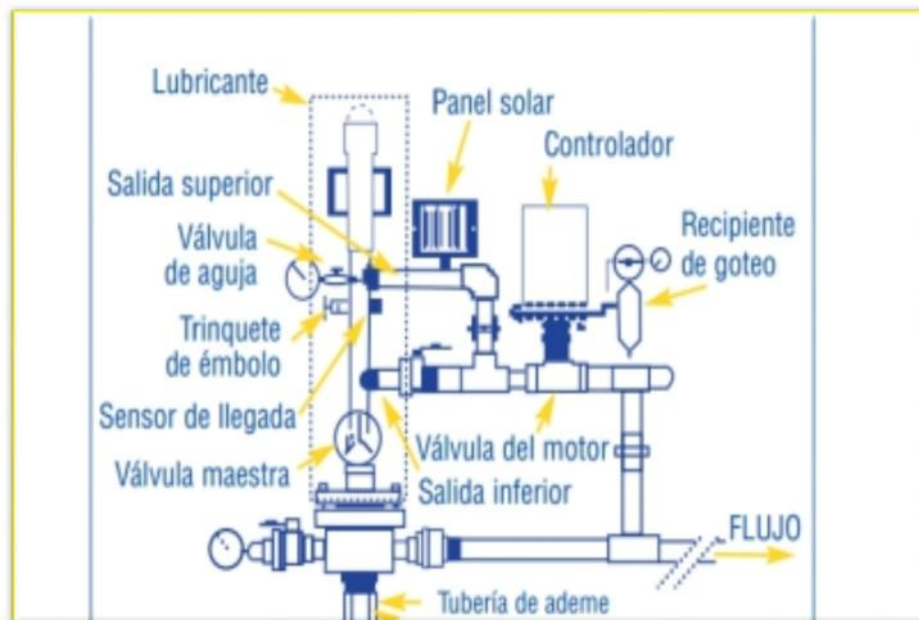 Lubricante
Panel solar
Controlador
Salida superior
Recipiente
de goteo
Válvula
de aguja
Trinquete
de émbolo
Sensor de llegada
Válvula del motor
Válvula maestra
Salida inferior
FLUJO
Tubería de ademe